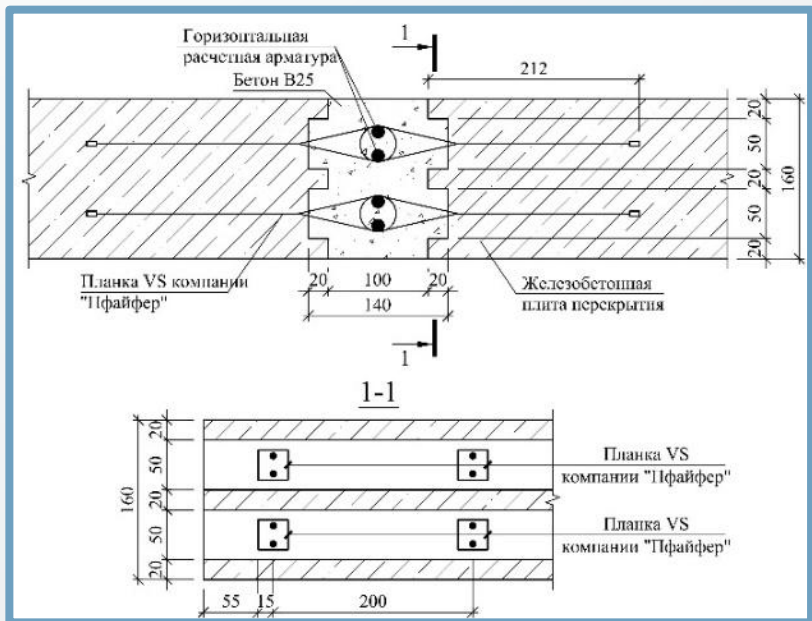 Горизонтальная
расчетная арматура
Бетон В25
1
212
20
50
20
50
20
160
Планка VS компании
"Пфайфер"
20
100
20
140
Железобетонная
плита перекрытия
1
1-1
160
20
50
20
50
20
Планка VS
компании "Пфайфер"
Планка VS
компании "Пфайфер"
55
15
200